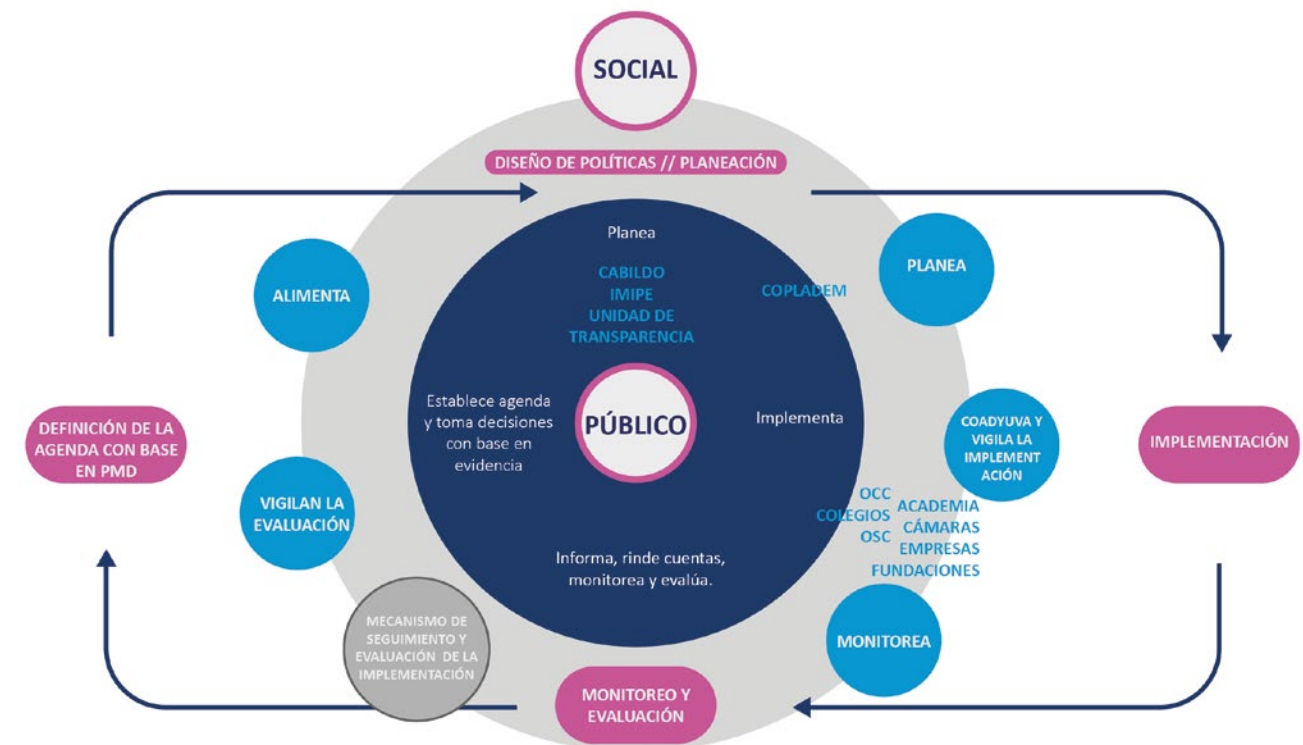 SOCIAL
DISEÑO DE POLÍTICAS // PLANEACIÓN
Planea
CABILDO
IMIPE
UNIDAD DE
TRANSPARENCIA
COPLADEM
PLANEA
ALIMENTA
DEFINICIÓN DE LA
AGENDA CON BASE
EN PMD
Establece agenda
y toma decisiones
con base en
evidencia
PÚBLICO
Implementa
COADYUVA Y
VIGILA LA
IMPLEMENT
ACIÓN
IMPLEMENTACIÓN
VIGILAN LA
EVALUACIÓN
OCC
COLEGIOS
OSC
ACADEMIA
CÁMARAS
EMPRESAS
FUNDACIONES
Informa, rinde cuentas,
monitorea y evalúa.
MECANISMO DE
SEGUIMIENTO Y
EVALUACIÓN DE LA
IMPLEMENTACIÓN
MONITOREA
MONITOREO Y
EVALUACIÓN